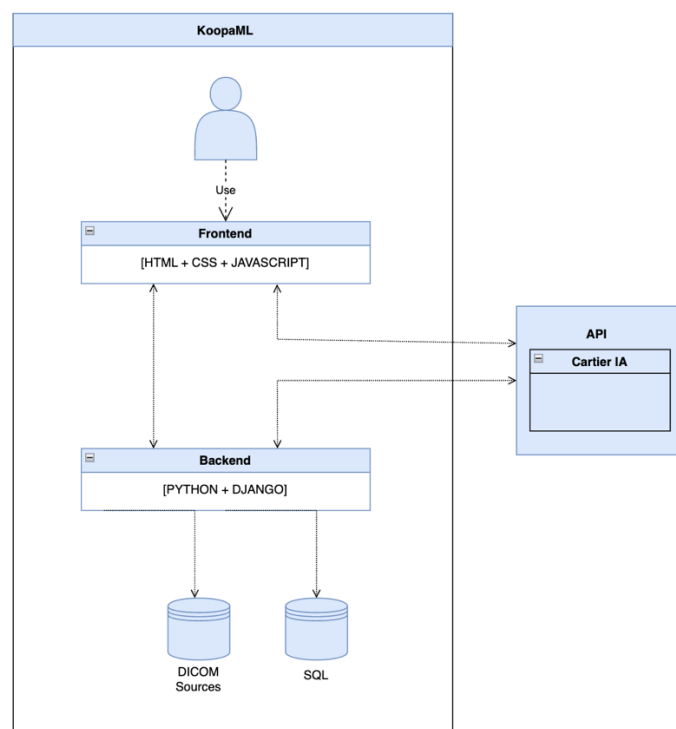 KoopaML
Use
Frontend
[HTML + CSS + JAVASCRIPT]
API
Cartier IA
Backend
[PYTHON + DJANGO]
DICOM
Sources
SQL